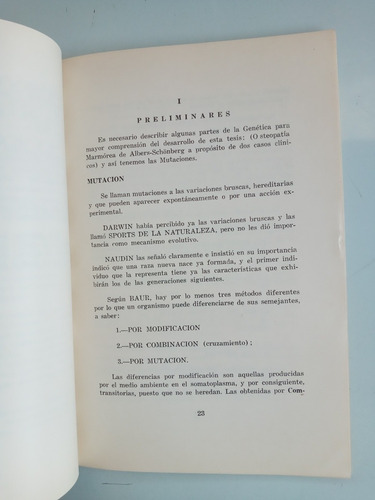 I
PRELIMINARES
Es necesario describir algunas partes de la Genética para
mayor comprensión del desarrollo de esta tesis: (Osteopatía
Marmórea de Albers-Schönberg a propósito de dos casos clíni-
cos) y así tenemos las Mutaciones.
MUTACION
Se llaman mutaciones a las variaciones bruscas, hereditarias
y que pueden aparecer expontáneamente o por una acción ex-
perimental.
DARWIN había percibido ya las variaciones bruscas y las
llamó SPORTS DE LA NATURALEZA, pero no les dió impor-
tancia como mecanismo evolutivo.
NAUDIN las señaló claramente e insistió en su importancia
indicó que una raza nueva nace ya formada, y el primer indi-
viduo que la representa tiene ya las características que exhi-
birán los de las generaciones siguientes.
Según BAUR, hay por lo menos tres métodos diferentes
por lo que un organismo puede diferenciarse de sus semejantes,
a saber:
1.—POR MODIFICACION
2.—POR COMBINACION (cruzamiento);
3.—POR MUTACION.
Las diferencias por modificación son aquellas producidas
por el medio ambiente en el somatoplasma, y por consiguiente,
transitorias, puesto que no se heredan. Las obtenidas por Com-
23